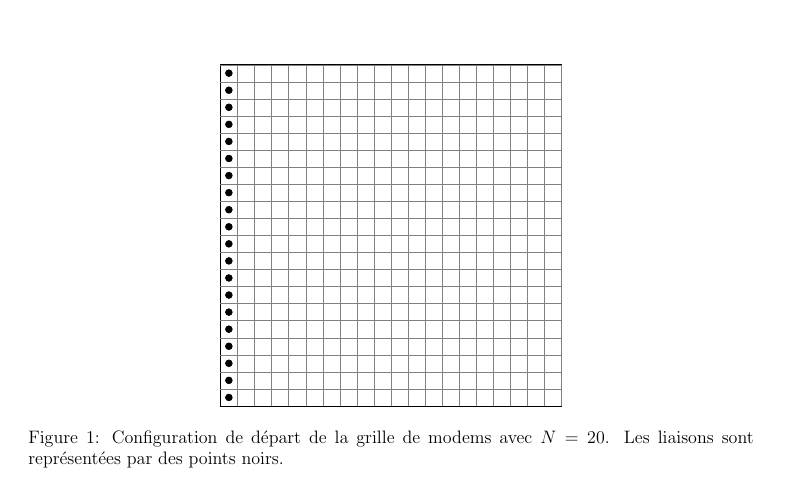 Figure 1: Configuration de départ de la grille de modems avec N = 20. Les liaisons sont
représentées par des points noirs.